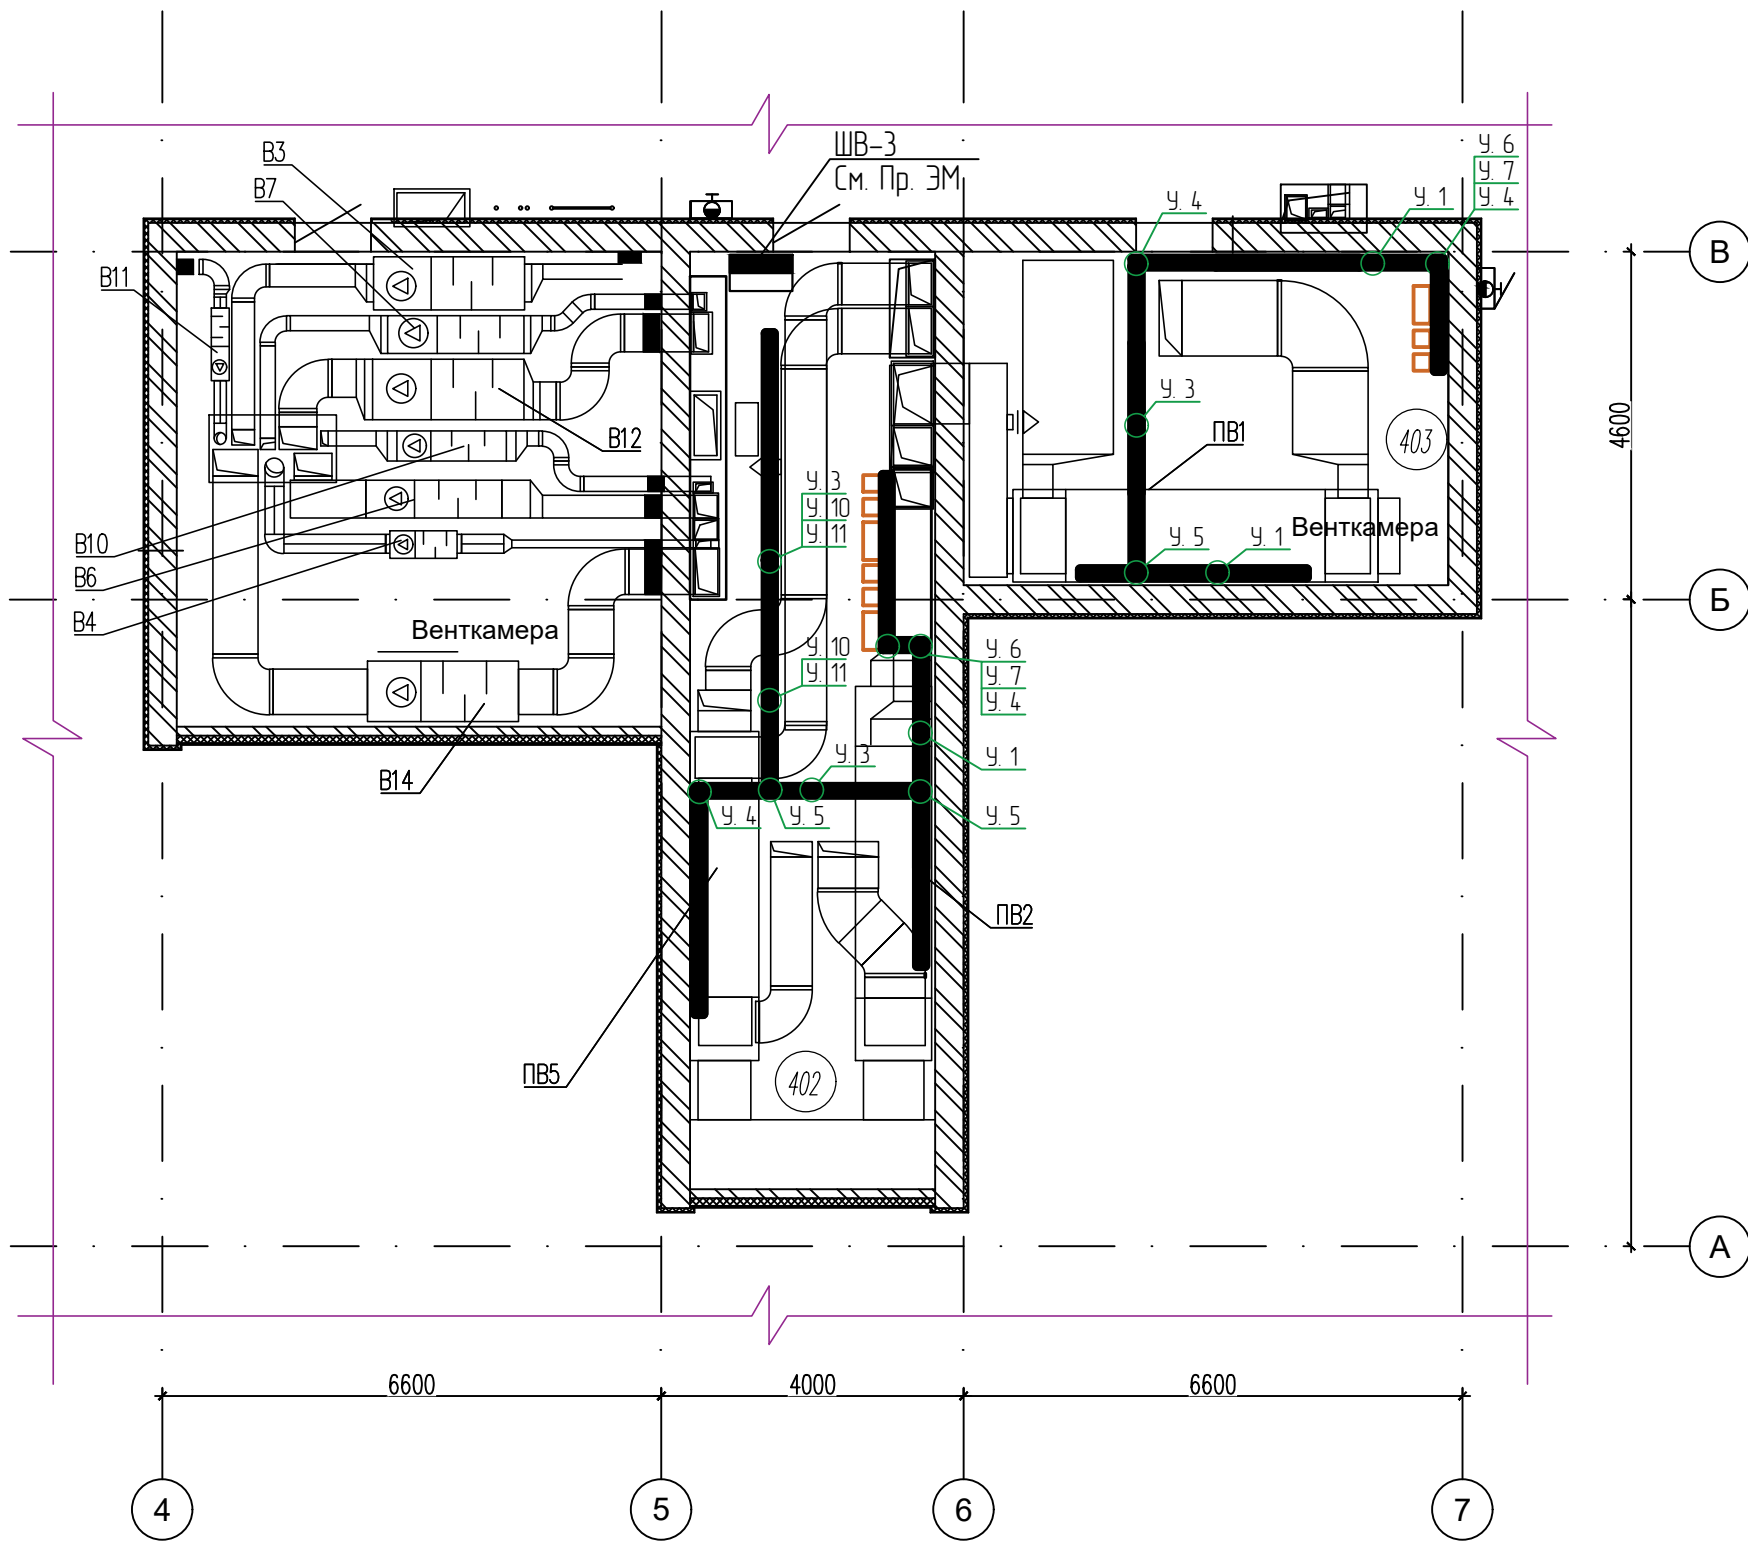 В3
В7
В11
ШВ-3
См. Пр. ЭМ
У. 4
У. 1
У. 6
У. 7
У. 4
В
В12
У. 3
ПВ1
403
4600
У. 3
У. 10
У. 11
У. 5
У. 1
Венткамера
В10
В6
В4
Венткамера
Б
У. 10
У. 11
У. 6
У. 7
У. 4
В14
У. 3
У. 1
У. 4
У. 5
У. 5
ПВ2
ПВ5
402
А
6600
4000
6600
4
5
6
7